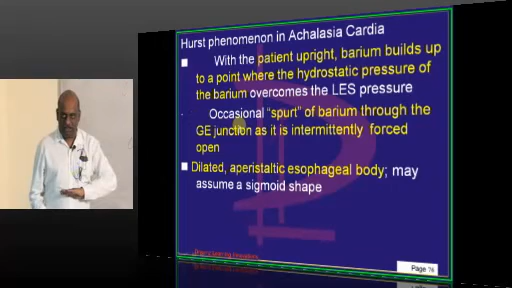 Hurst phenomenon in Achalasia Cardia
With the patient upright, barium builds up
to a point where the hydrostatic pressure of
the barium overcomes the LES pressure
Occasional “spurt” of barium through the
GE junction as it is intermittently forced
open
Dilated, aperistaltic esophageal body; may
assume a sigmoid shape
Page 76